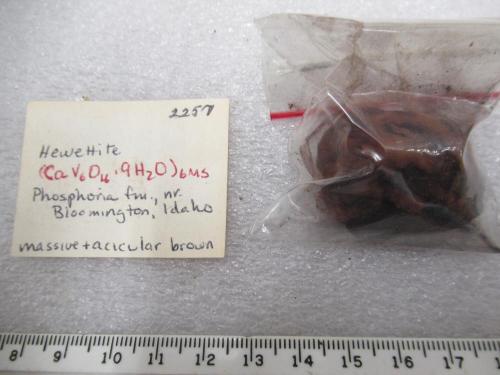 2257
Hewettite
(CaV₆O₁₆·9H₂O)6MS
Phosphoria fm., nr.
Bloomington, Idaho
massive + acicular brown
8 9 10 11 12 13 14 15 16 17